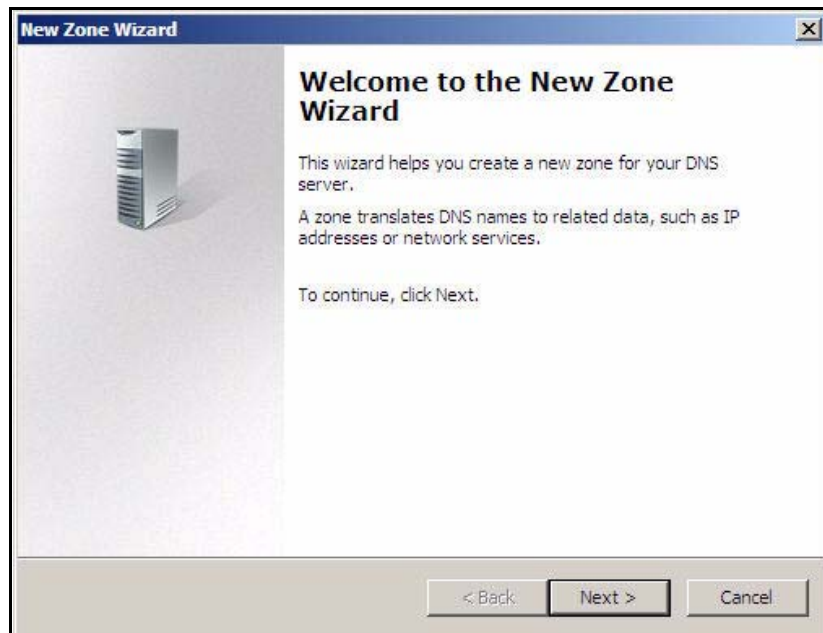 New Zone Wizard
Welcome to the New Zone
Wizard
This wizard helps you create a new zone for your DNS
server.
A zone translates DNS names to related data, such as IP
addresses or network services.
To continue, click Next.
< Back
Next >
Cancel